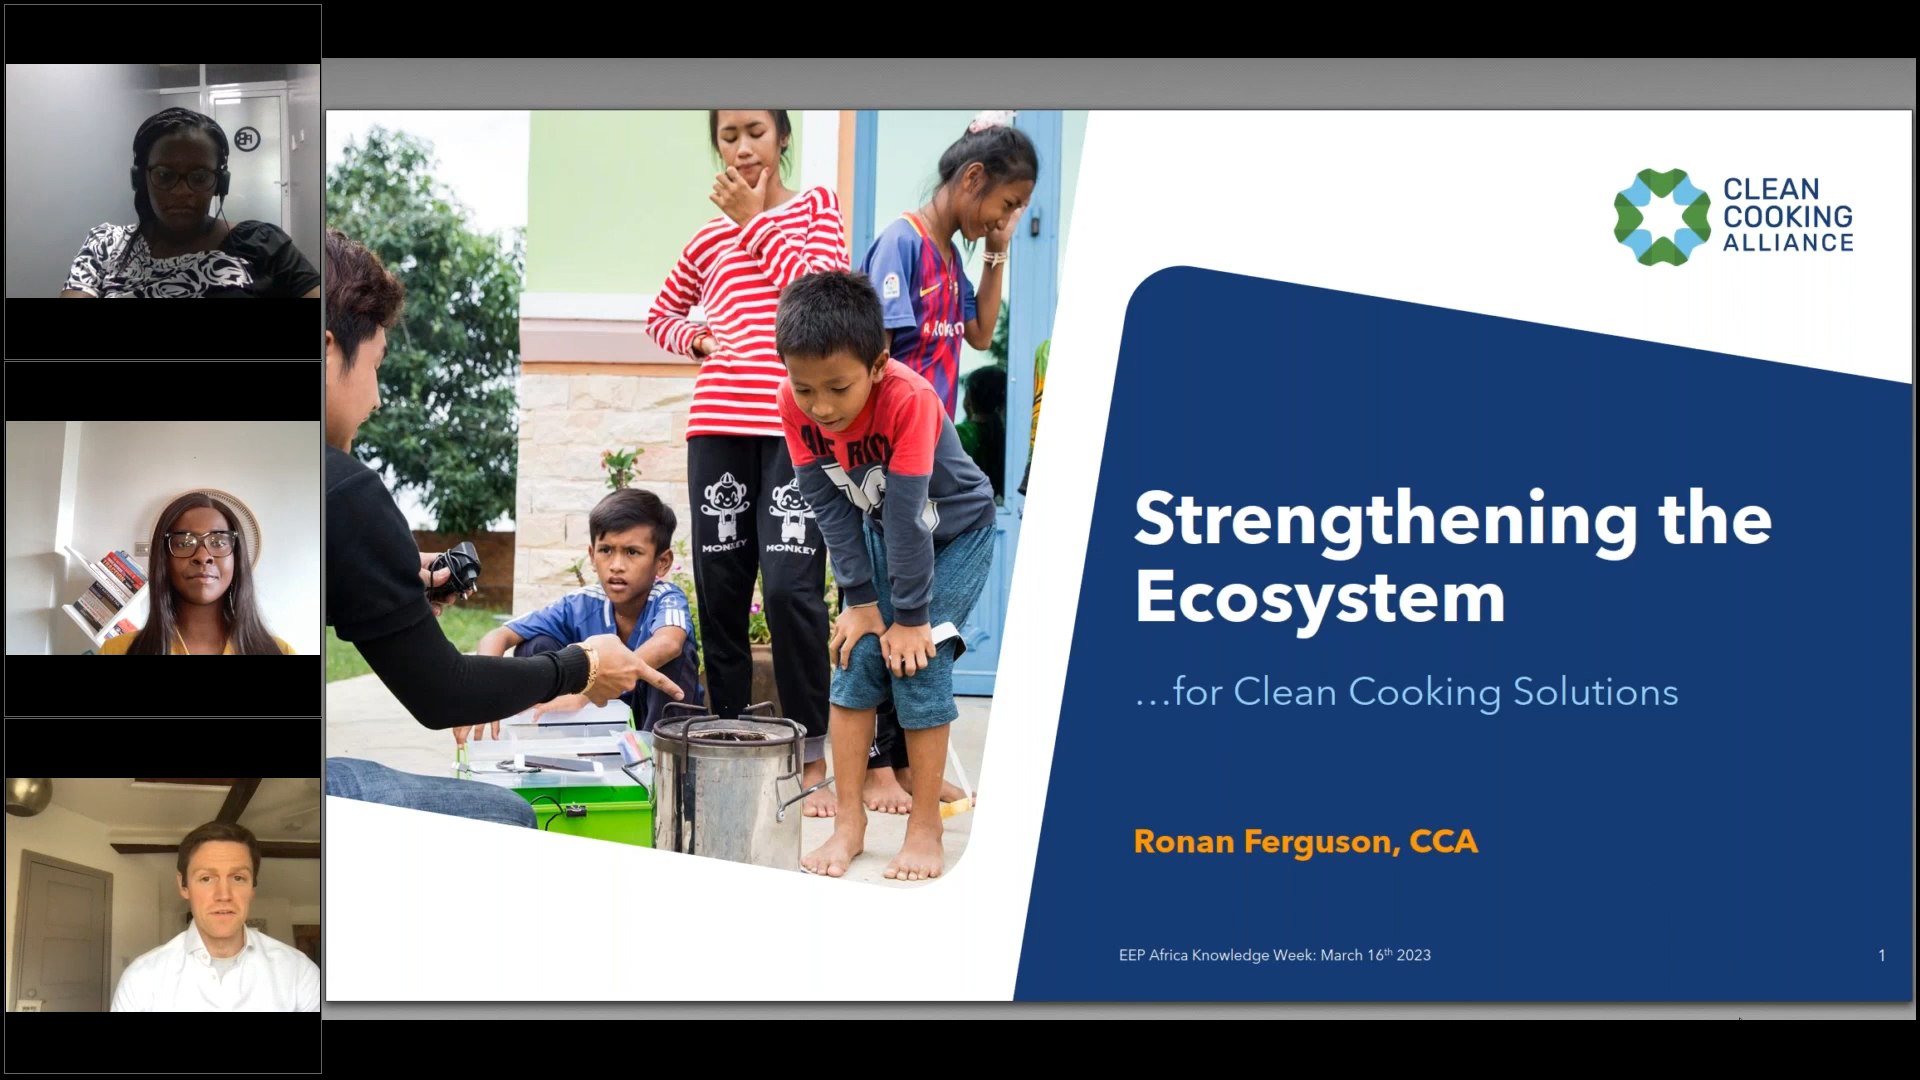 CLEAN
COOKING
ALLIANCE
Strengthening the
Ecosystem
...for Clean Cooking Solutions
Ronan Ferguson, CCA
EEP Africa Knowledge Week: March 16th 2023
1
MONKEY
MONKEY